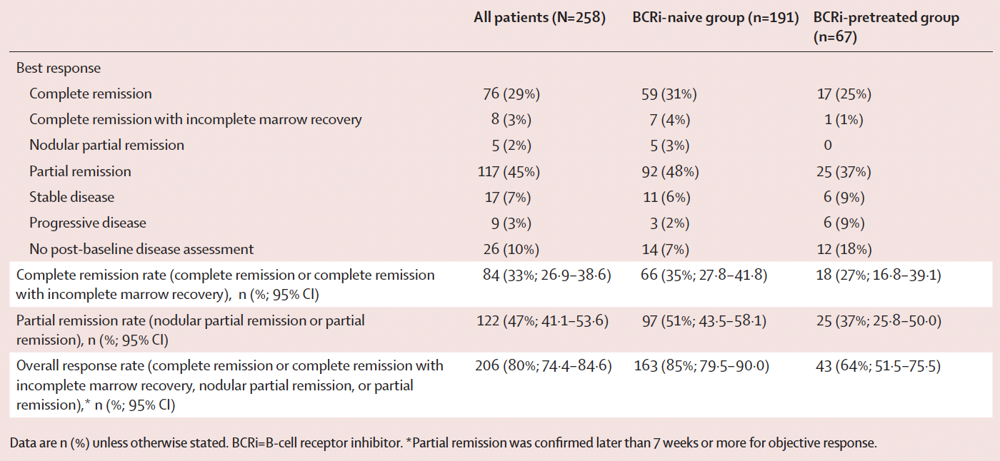 All patients (N=258) BCRi-naive group (n=191) BCRi-pretreated group
(n=67)
Best response
Complete remission 76 (29%) 59 (31%) 17 (25%)
Complete remission with incomplete marrow recovery 8 (3%) 7 (4%) 1 (1%)
Nodular partial remission 5 (2%) 5 (3%) 0
Partial remission 117 (45%) 92 (48%) 25 (37%)
Stable disease 17 (7%) 11 (6%) 6 (9%)
Progressive disease 9 (3%) 3 (2%) 6 (9%)
No post-baseline disease assessment 26 (10%) 14 (7%) 12 (18%)
Complete remission rate (complete remission or complete remission 84 (33%; 26·9–38·6) 66 (35%; 27·8–41·8) 18 (27%; 16·8–39·1)
with incomplete marrow recovery), n (%; 95% CI)
Partial remission rate (nodular partial remission or partial 122 (47%; 41·1–53·6) 97 (51%; 43·5–58·1) 25 (37%; 25·8–50·0)
remission), n (%; 95% CI)
Overall response rate (complete remission or complete remission with 206 (80%; 74·4–84·6) 163 (85%; 79·5–90·0) 43 (64%; 51·5–75·5)
incomplete marrow recovery, nodular partial remission, or partial
remission),* n (%; 95% CI)
Data are n (%) unless otherwise stated. BCRi=B-cell receptor inhibitor. *Partial remission was confirmed later than 7 weeks or more for objective response.